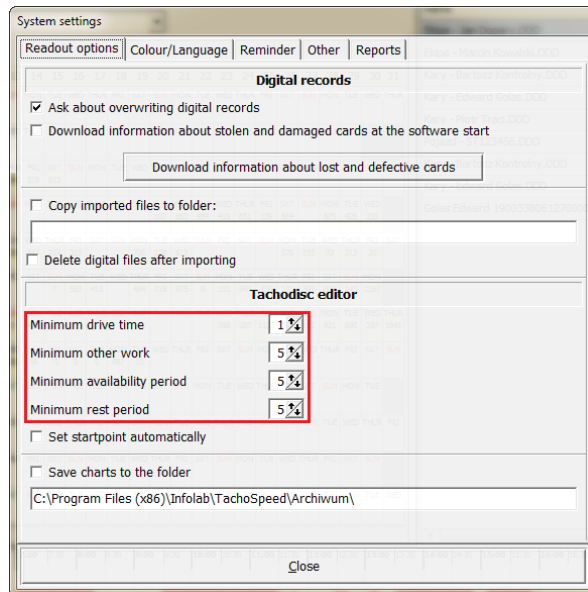 System settings
Readout options Colour/Language Reminder Other Reports
Digital records
Ask about overwriting digital records
Download information about stolen and damaged cards at the software start
Download information about lost and defective cards
Copy imported files to folder:
Delete digital files after importing
Tachodisc editor
Minimum drive time 1
Minimum other work 5
Minimum availability period 5
Minimum rest period 5
Set startpoint automatically
Save charts to the folder
C:\Program Files (x86)\Infolab\TachoSpeed\Archiwum\
Close